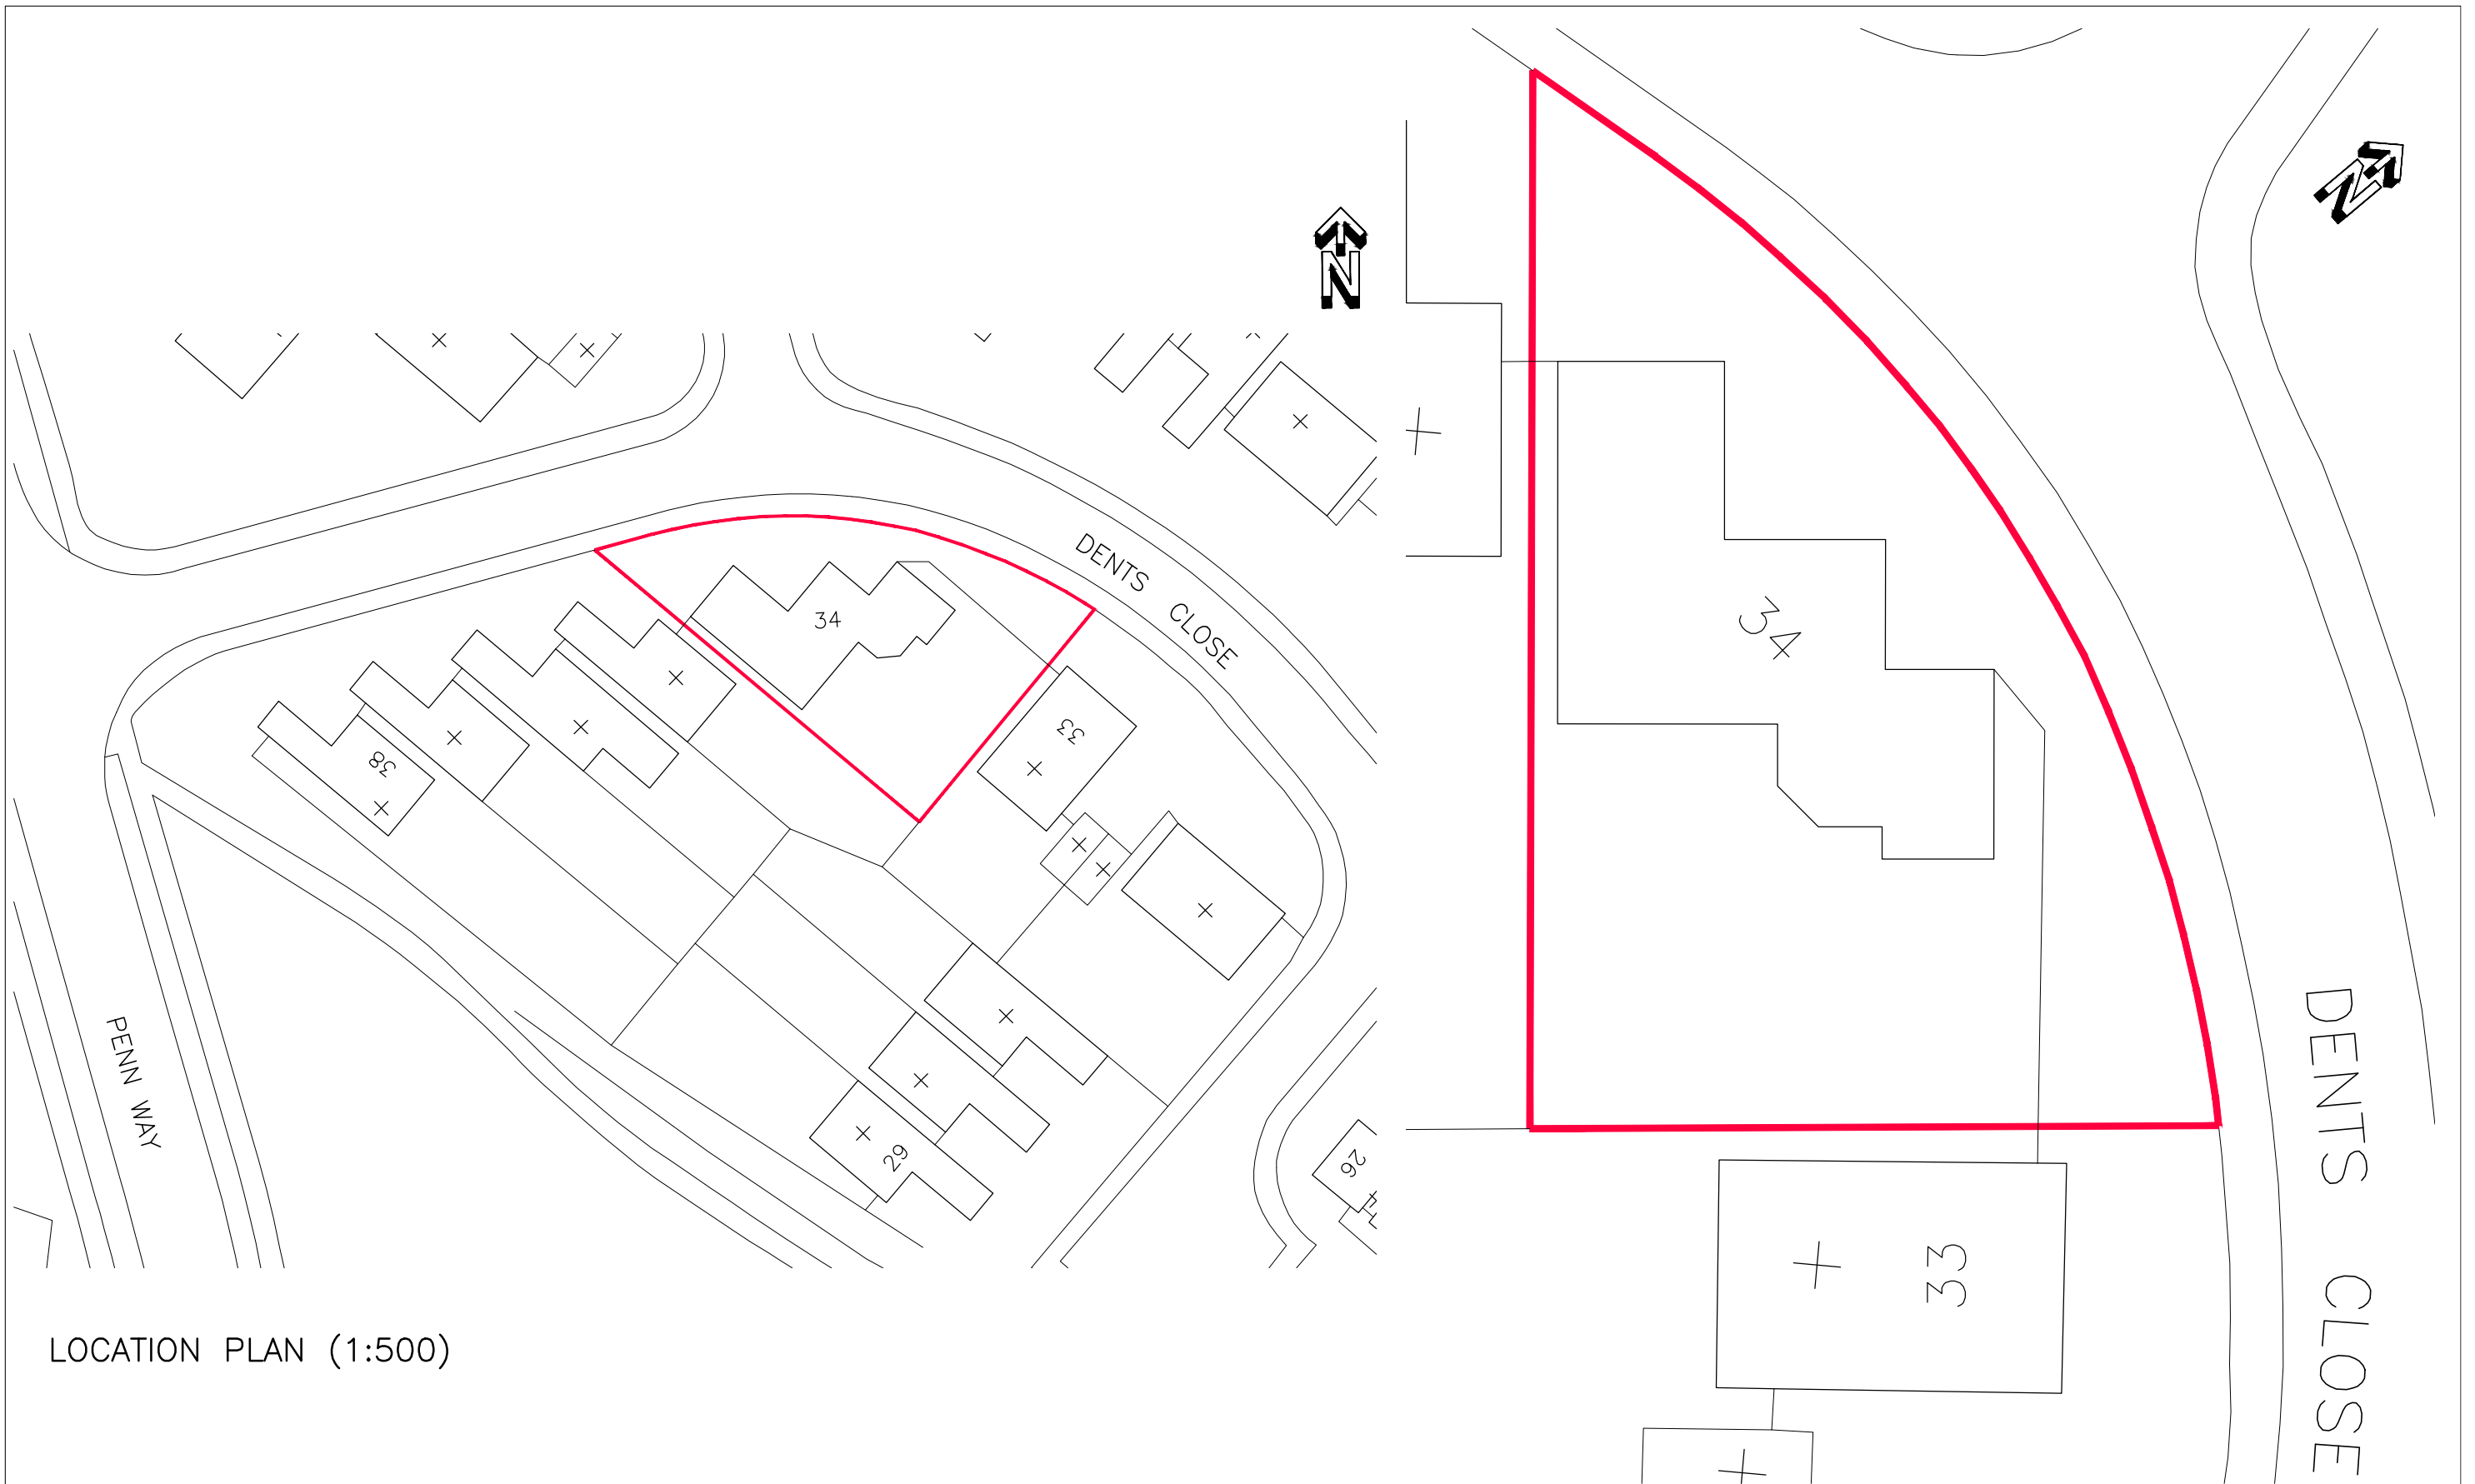 N
N
34
DENTS CLOSE
33
38
PENN WAY
29
26
LOCATION PLAN (1:500)
34
DENTS CLOSE
33